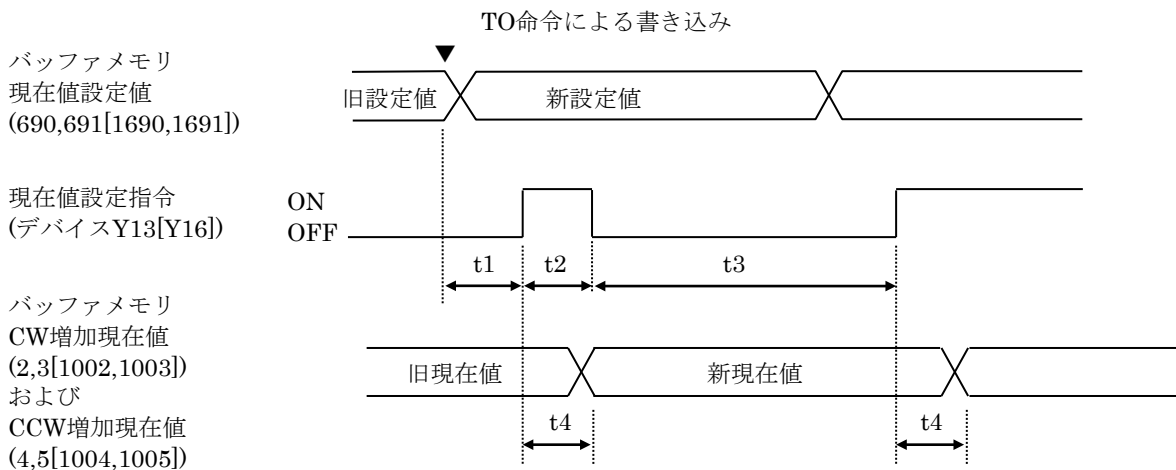 TO命令による書き込み
バッファメモリ
現在値設定値
(690,691[1690,1691])
旧設定値
新設定値
現在値設定指令
(デバイスY13[Y16])
ON
OFF
t1
t2
t3
バッファメモリ
CW増加現在値
(2,3[1002,1003])
および
CCW増加現在値
(4,5[1004,1005])
旧現在値
新現在値
t4
t4